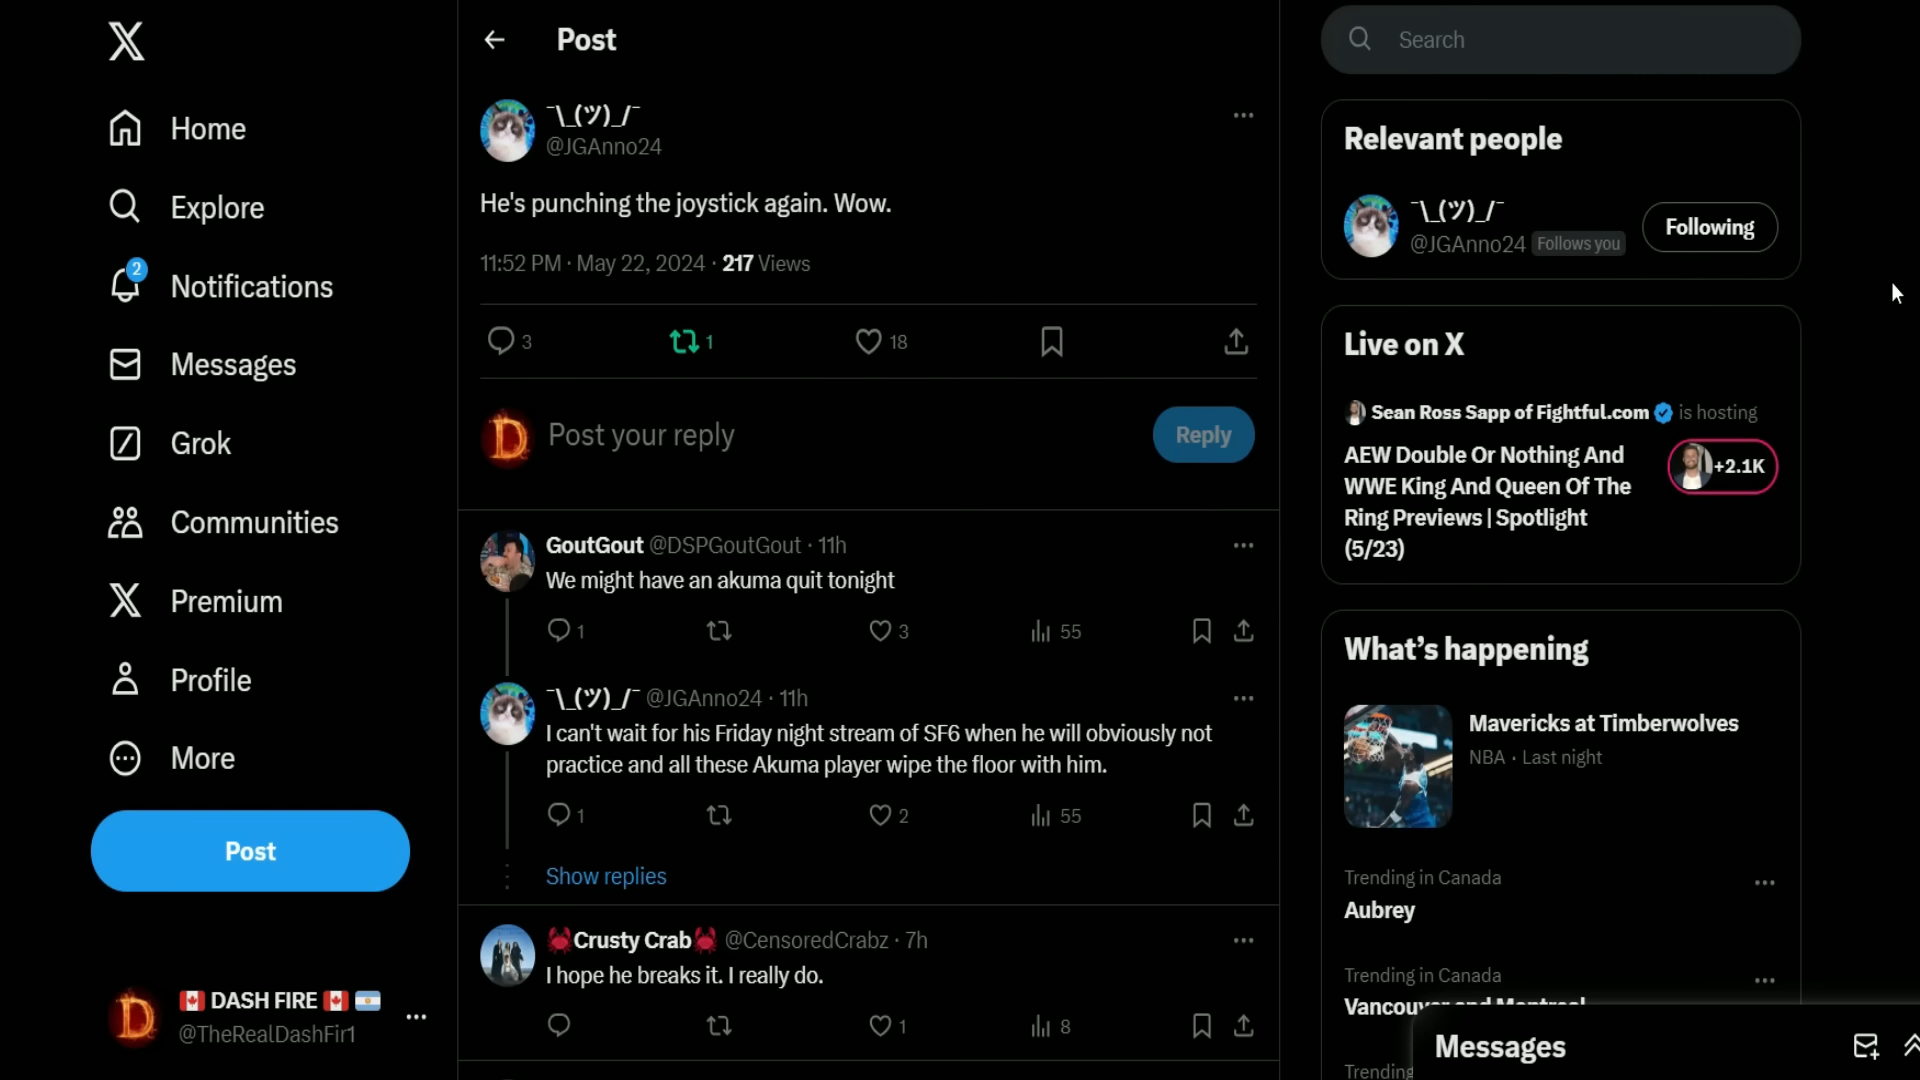 Home
Explore
2
Notifications
Messages
Grok
Communities
Premium
Profile
More
Post
🇨🇦 DASH FIRE 🇨🇦 🇦🇷
@TheRealDashFir1
Post
¯\_(ツ)_/¯
@JGAnno24
He's punching the joystick again. Wow.
11:52 PM · May 22, 2024 · 217 Views
3 1 18
Post your reply
Reply
GoutGout @DSPGoutGout · 11h
We might have an akuma quit tonight
1 3 55
¯\_(ツ)_/¯ @JGAnno24 · 11h
I can't wait for his Friday night stream of SF6 when he will obviously not
practice and all these Akuma player wipe the floor with him.
1 2 55
Show replies
🦀Crusty Crab🦀 @CensoredCrabz · 7h
I hope he breaks it. I really do.
1 8
Search
Relevant people
¯\_(ツ)_/¯
@JGAnno24 Follows you
Following
Live on X
Sean Ross Sapp of Fightful.com is hosting
AEW Double Or Nothing And
WWE King And Queen Of The
Ring Previews | Spotlight
(5/23)
+2.1K
What's happening
Mavericks at Timberwolves
NBA · Last night
Trending in Canada
Aubrey
Trending in Canada
Vancouver and Montreal
Trending
Messages